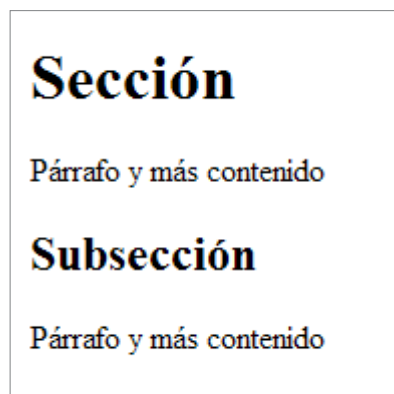 Sección
Párrafo y más contenido
Subsección
Párrafo y más contenido